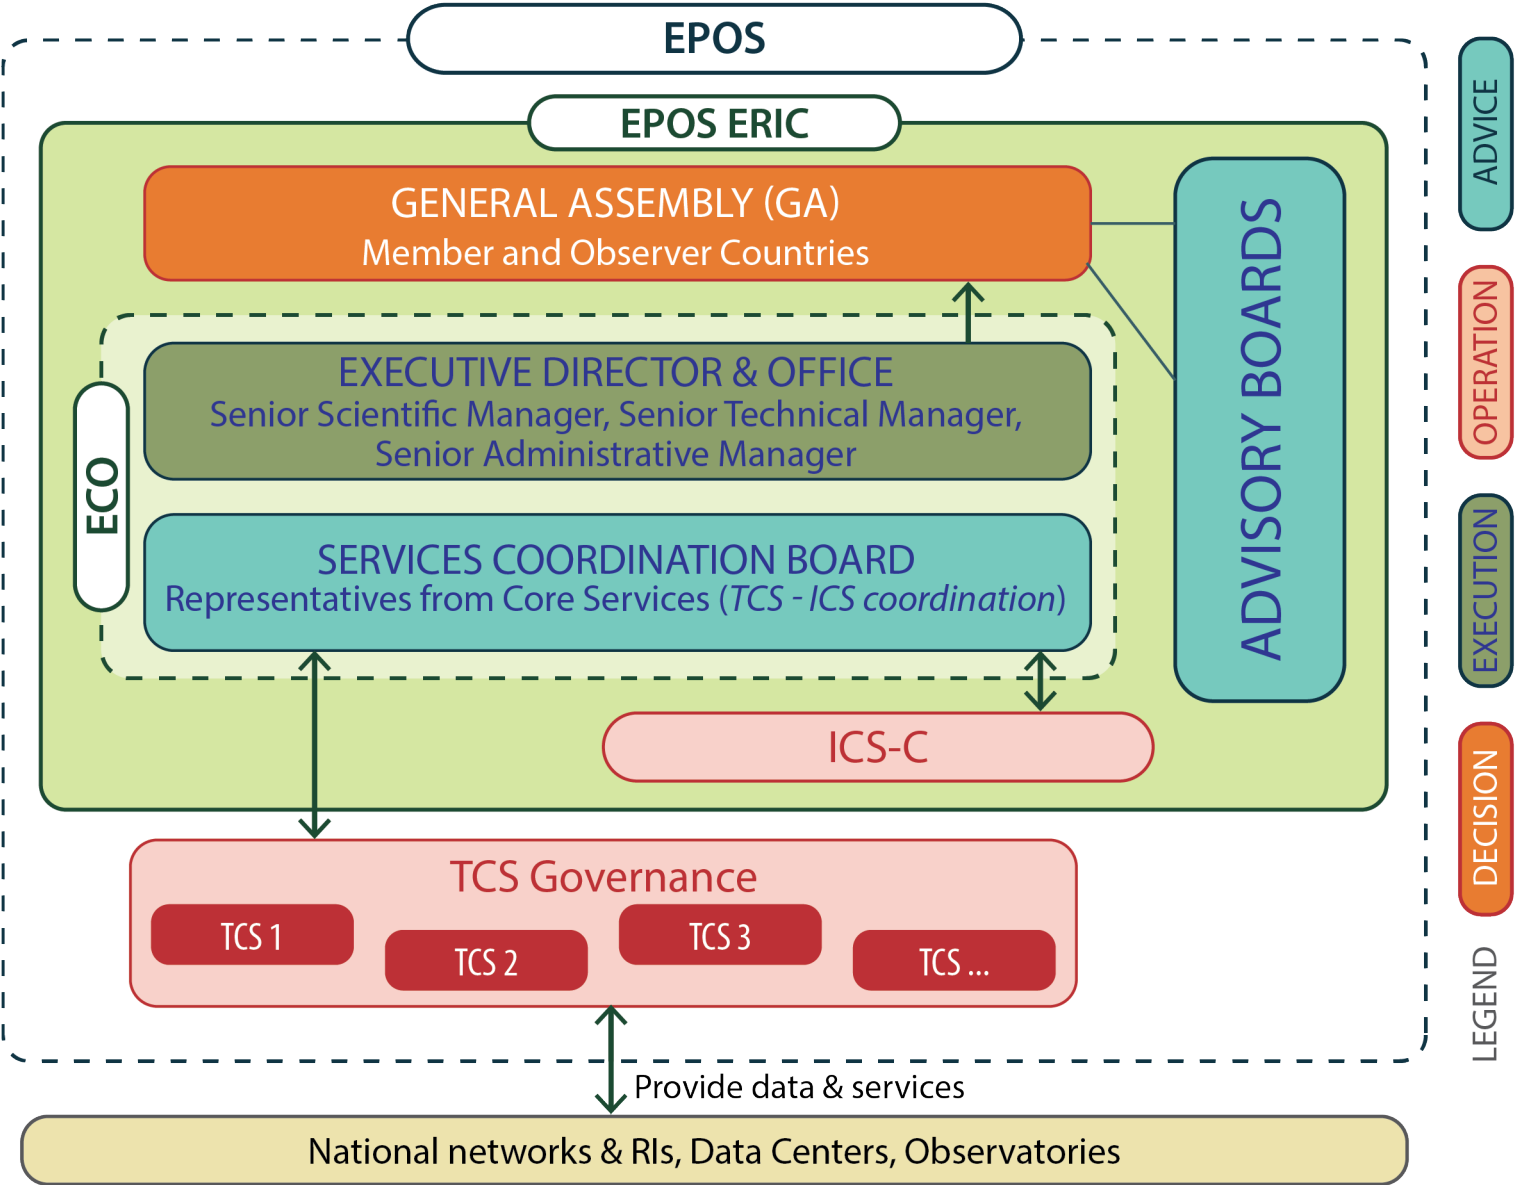 EPOS
EPOS ERIC
GENERAL ASSEMBLY (GA)
Member and Observer Countries
EXECUTIVE DIRECTOR & OFFICE
Senior Scientific Manager, Senior Technical Manager,
Senior Administrative Manager
ECO
SERVICES COORDINATION BOARD
Representatives from Core Services (TCS - ICS coordination)
ADVISORY BOARDS
ICS-C
TCS Governance
TCS 1
TCS 2
TCS 3
TCS ...
Provide data & services
National networks & RIs, Data Centers, Observatories
ADVICE
OPERATION
EXECUTION
DECISION
LEGEND